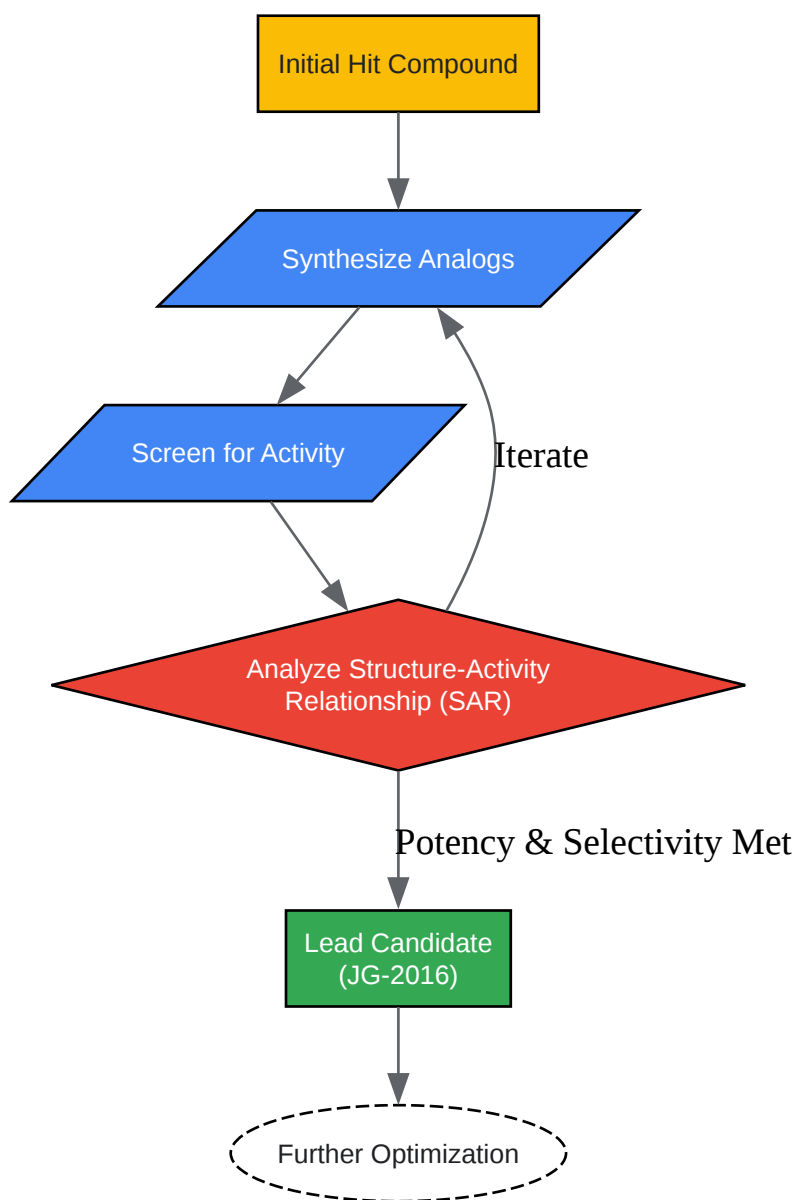 Initial Hit Compound
Synthesize Analogs
Screen for Activity
Iterate
Analyze Structure-Activity
Relationship (SAR)
Potency & Selectivity Met
Lead Candidate
(JG-2016)
Further Optimization